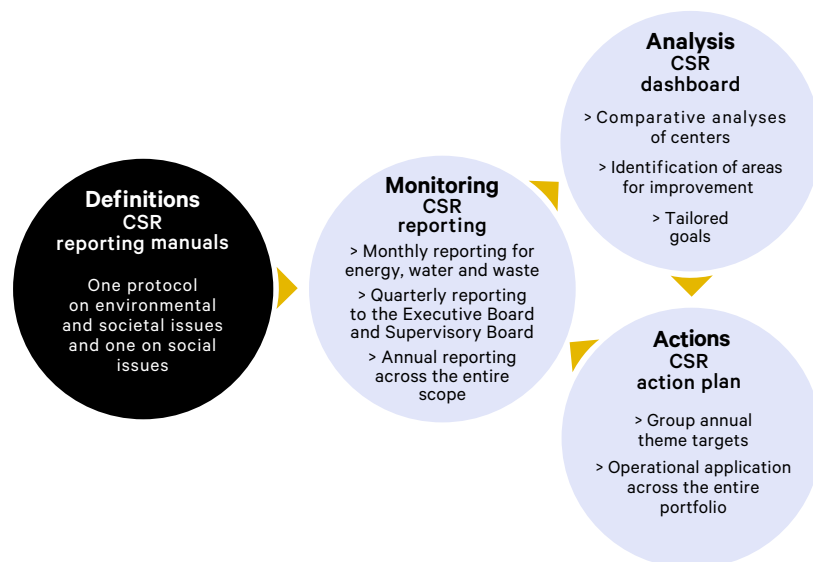 Definitions
CSR
reporting manuals
One protocol
on environmental
and societal issues
and one on social
issues
Monitoring
CSR
reporting
> Monthly reporting for
energy, water and waste
> Quarterly reporting
to the Executive Board
and Supervisory Board
> Annual reporting
across the entire
scope
Analysis
CSR
dashboard
> Comparative analyses
of centers
> Identification of areas
for improvement
> Tailored
goals
Actions
CSR
action plan
> Group annual
theme targets
> Operational application
across the entire
portfolio